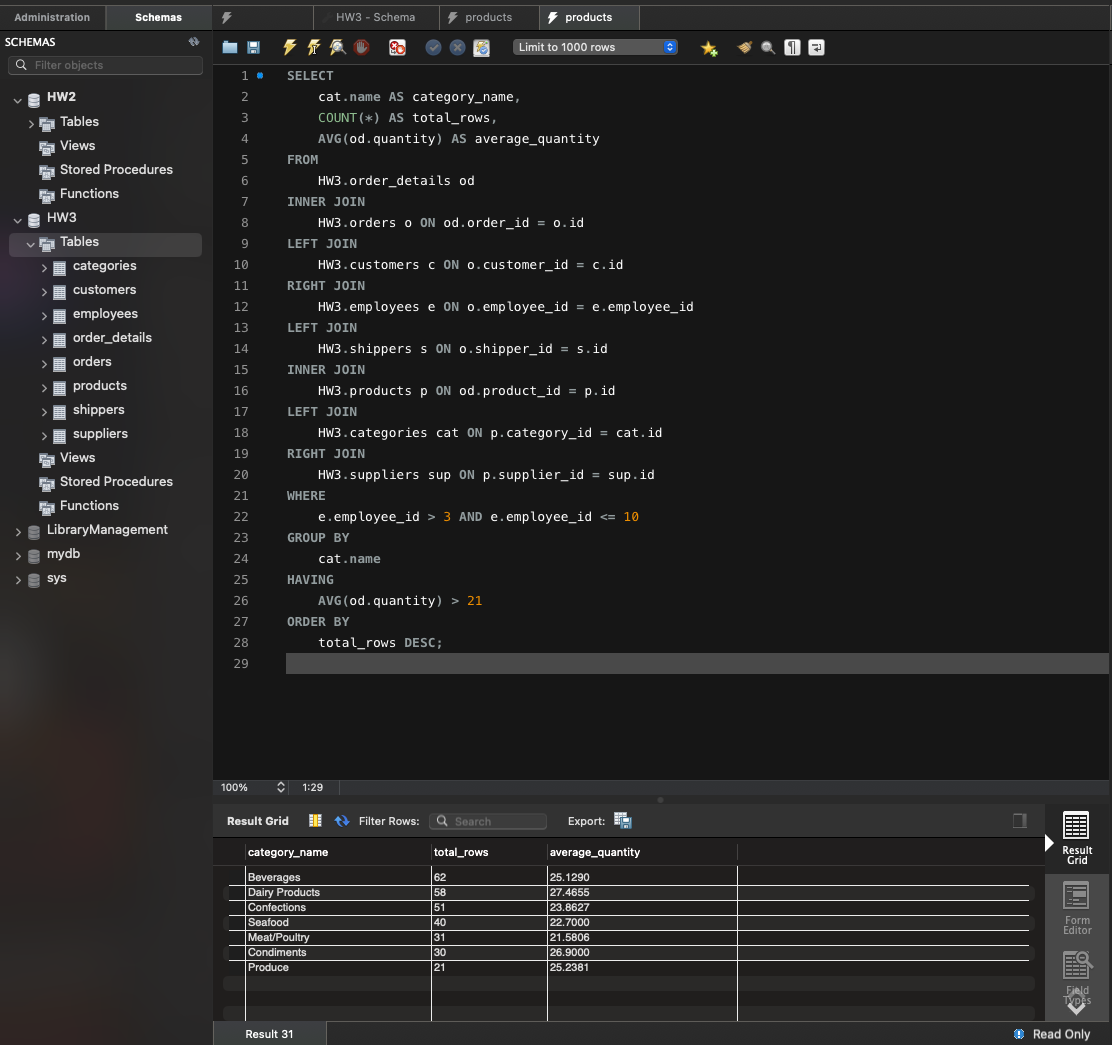 Administration
Schemas
HW3 - Schema
products
products
SCHEMAS
Filter objects
HW2
Tables
Views
Stored Procedures
Functions
HW3
Tables
categories
customers
employees
order_details
orders
products
shippers
suppliers
Views
Stored Procedures
Functions
LibraryManagement
mydb
sys
Limit to 1000 rows
1 SELECT
2 cat.name AS category_name,
3 COUNT(*) AS total_rows,
4 AVG(od.quantity) AS average_quantity
5 FROM
6 HW3.order_details od
7 INNER JOIN
8 HW3.orders o ON od.order_id = o.id
9 LEFT JOIN
10 HW3.customers c ON o.customer_id = c.id
11 RIGHT JOIN
12 HW3.employees e ON o.employee_id = e.employee_id
13 LEFT JOIN
14 HW3.shippers s ON o.shipper_id = s.id
15 INNER JOIN
16 HW3.products p ON od.product_id = p.id
17 LEFT JOIN
18 HW3.categories cat ON p.category_id = cat.id
19 RIGHT JOIN
20 HW3.suppliers sup ON p.supplier_id = sup.id
21 WHERE
22 e.employee_id > 3 AND e.employee_id <= 10
23 GROUP BY
24 cat.name
25 HAVING
26 AVG(od.quantity) > 21
27 ORDER BY
28 total_rows DESC;
29
100% 1:29
Result Grid Filter Rows: Search Export:
category_name total_rows average_quantity
Beverages 62 25.1290
Dairy Products 58 27.4655
Confections 51 23.8627
Seafood 40 22.7000
Meat/Poultry 31 21.5806
Condiments 30 26.9000
Produce 21 25.2381
Result
Grid
Form
Editor
Field
Types
Result 31
Read Only